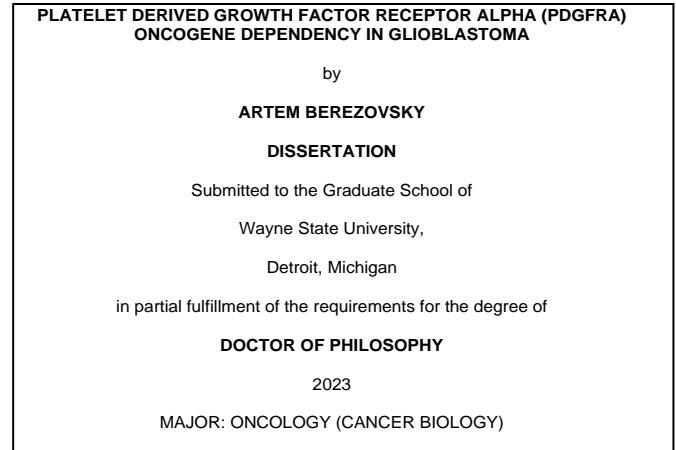 PLATELET DERIVED GROWTH FACTOR RECEPTOR ALPHA (PDGFRA)
ONCOGENE DEPENDENCY IN GLIOBLASTOMA
by
ARTEM BEREZOVSKY
DISSERTATION
Submitted to the Graduate School of
Wayne State University,
Detroit, Michigan
in partial fulfillment of the requirements for the degree of
DOCTOR OF PHILOSOPHY
2023
MAJOR: ONCOLOGY (CANCER BIOLOGY)